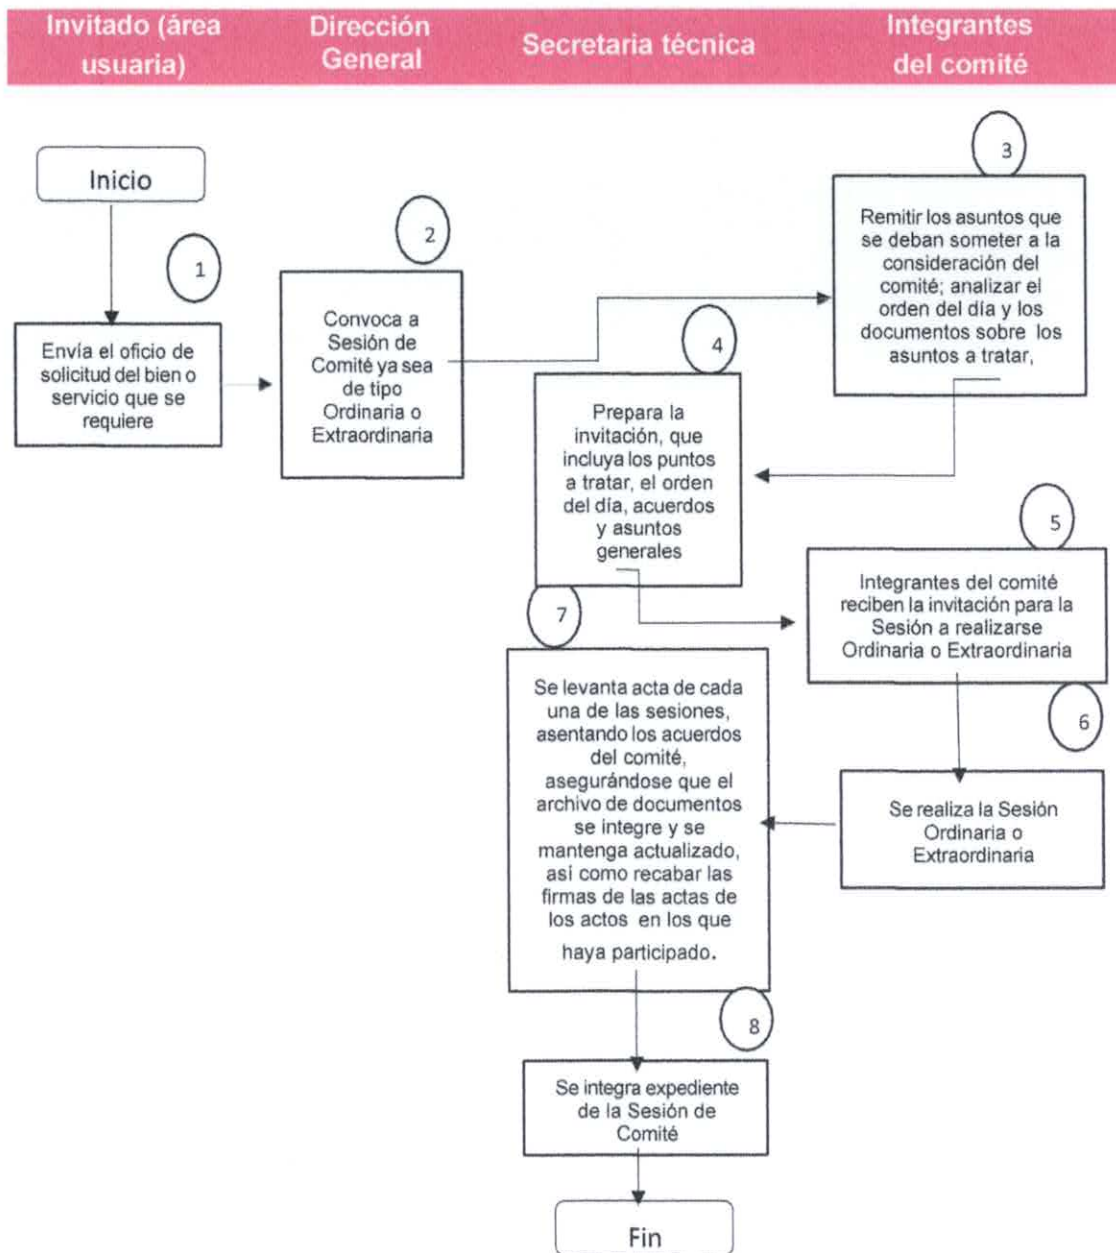 Invitado (área
usuaria)
Dirección
General
Secretaria técnica
Integrantes
del comité
Inicio
1
Envía el oficio de
solicitud del bien o
servicio que se
requiere
2
Convoca a
Sesión de
Comité ya sea
de tipo
Ordinaria o
Extraordinaria
3
Remitir los asuntos que
se deban someter a la
consideración del
comité; analizar el
orden del día y los
documentos sobre los
asuntos a tratar,
4
Prepara la
invitación, que
incluya los puntos
a tratar, el orden
del día, acuerdos
y asuntos
generales
5
Integrantes del comité
reciben la invitación para la
Sesión a realizarse
Ordinaria o Extraordinaria
6
Se realiza la Sesión
Ordinaria o
Extraordinaria
7
Se levanta acta de cada
una de las sesiones,
asentando los acuerdos
del comité,
asegurándose que el
archivo de documentos
se integre y se
mantenga actualizado,
así como recabar las
firmas de las actas de
los actos en los que
haya participado.
8
Se integra expediente
de la Sesión de
Comité
Fin